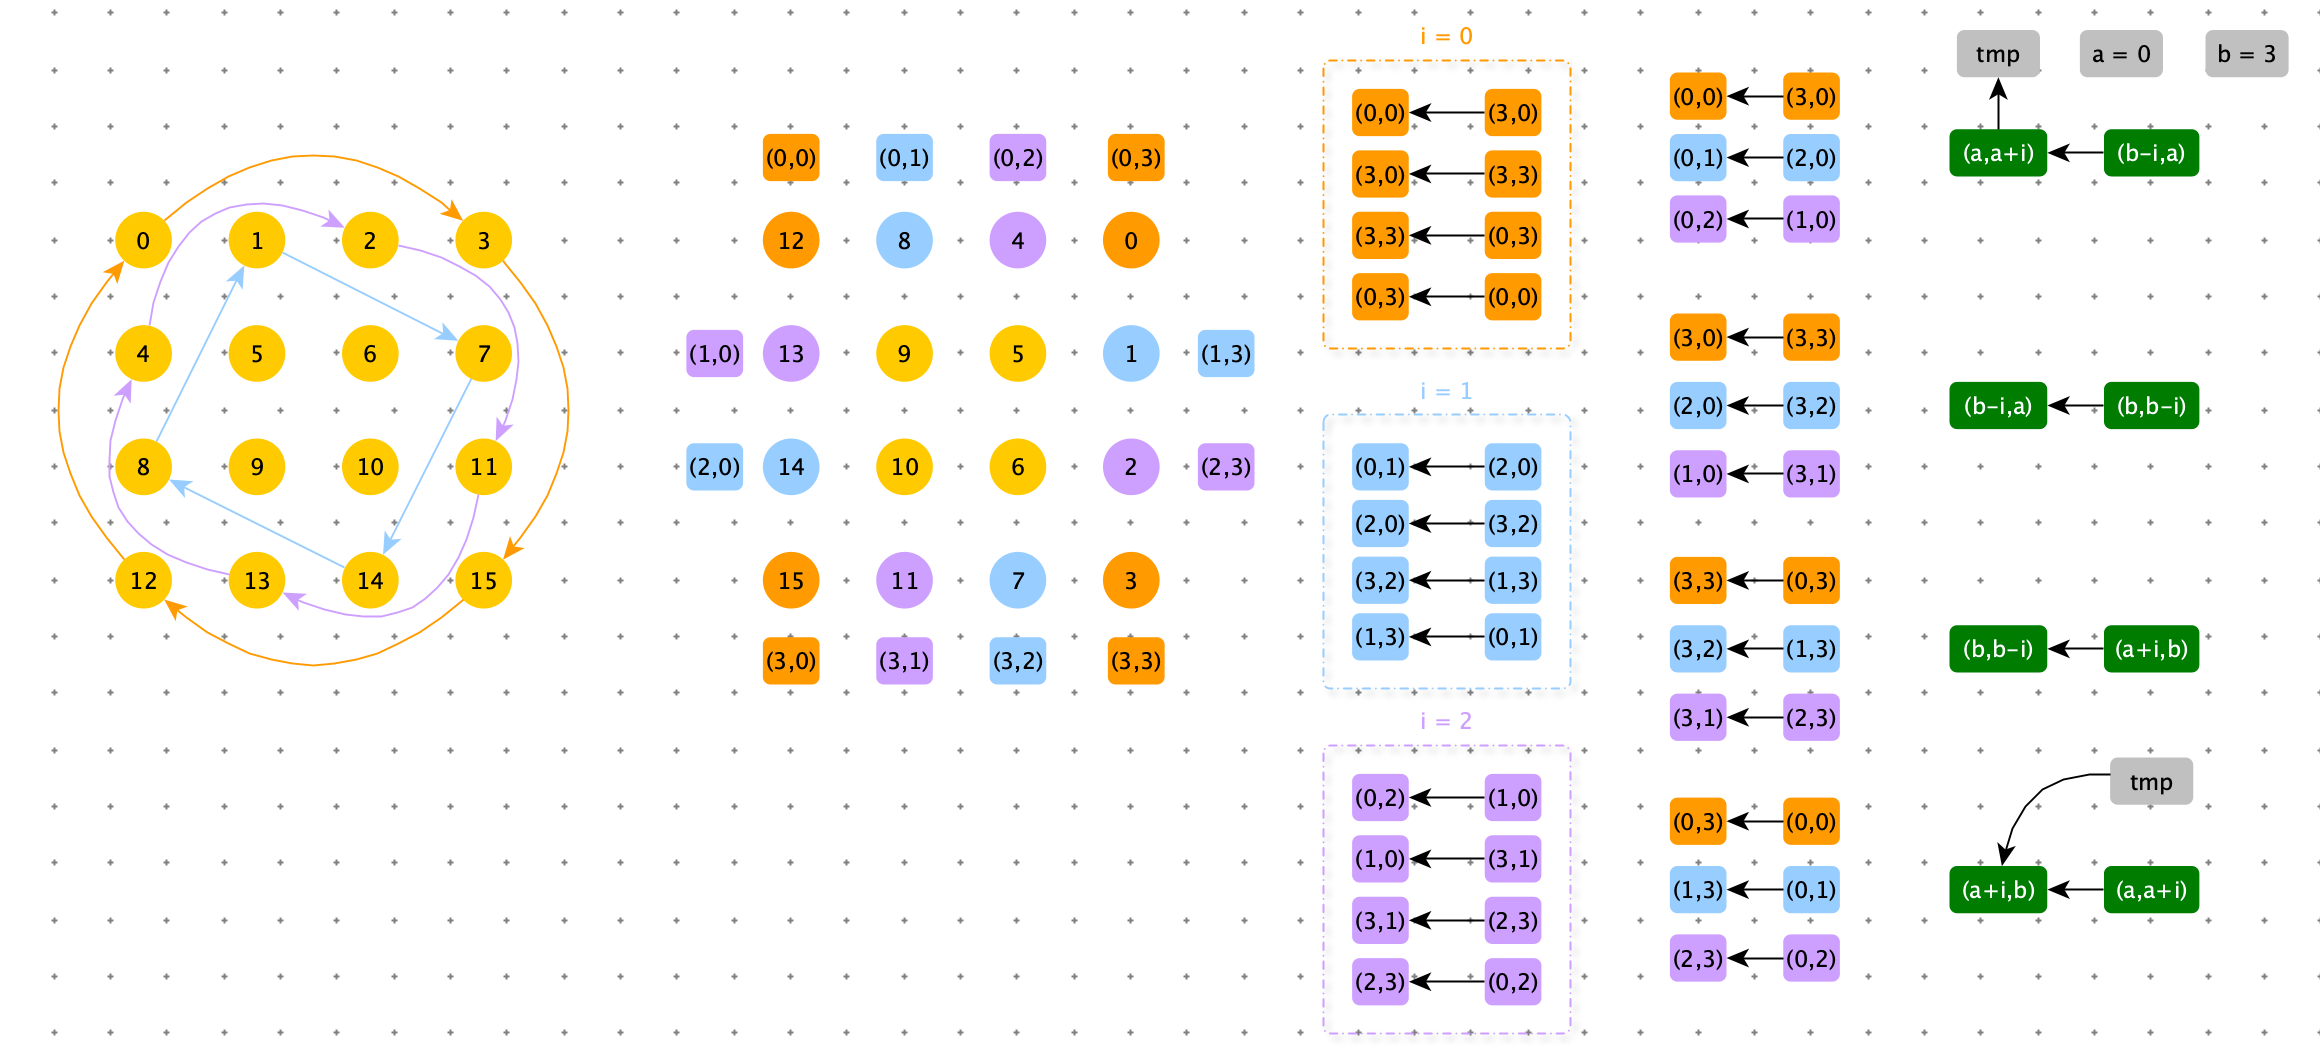 0 1 2 3
4 5 6 7
8 9 10 11
12 13 14 15
(0,0) (0,1) (0,2) (0,3)
12 8 4 0
(1,0) 13 9 5 1 (1,3)
(2,0) 14 10 6 2 (2,3)
15 11 7 3
(3,0) (3,1) (3,2) (3,3)
i = 0
(0,0) (3,0)
(3,0) (3,3)
(3,3) (0,3)
(0,3) (0,0)
i = 1
(0,1) (2,0)
(2,0) (3,2)
(3,2) (1,3)
(1,3) (0,1)
i = 2
(0,2) (1,0)
(1,0) (3,1)
(3,1) (2,3)
(2,3) (0,2)
(0,0) (3,0)
(0,1) (2,0)
(0,2) (1,0)
(3,0) (3,3)
(2,0) (3,2)
(1,0) (3,1)
(3,3) (0,3)
(3,2) (1,3)
(3,1) (2,3)
(0,3) (0,0)
(1,3) (0,1)
(2,3) (0,2)
tmp a = 0 b = 3
(a,a+i) (b-i,a)
(b-i,a) (b,b-i)
(b,b-i) (a+i,b)
tmp
(a+i,b) (a,a+i)